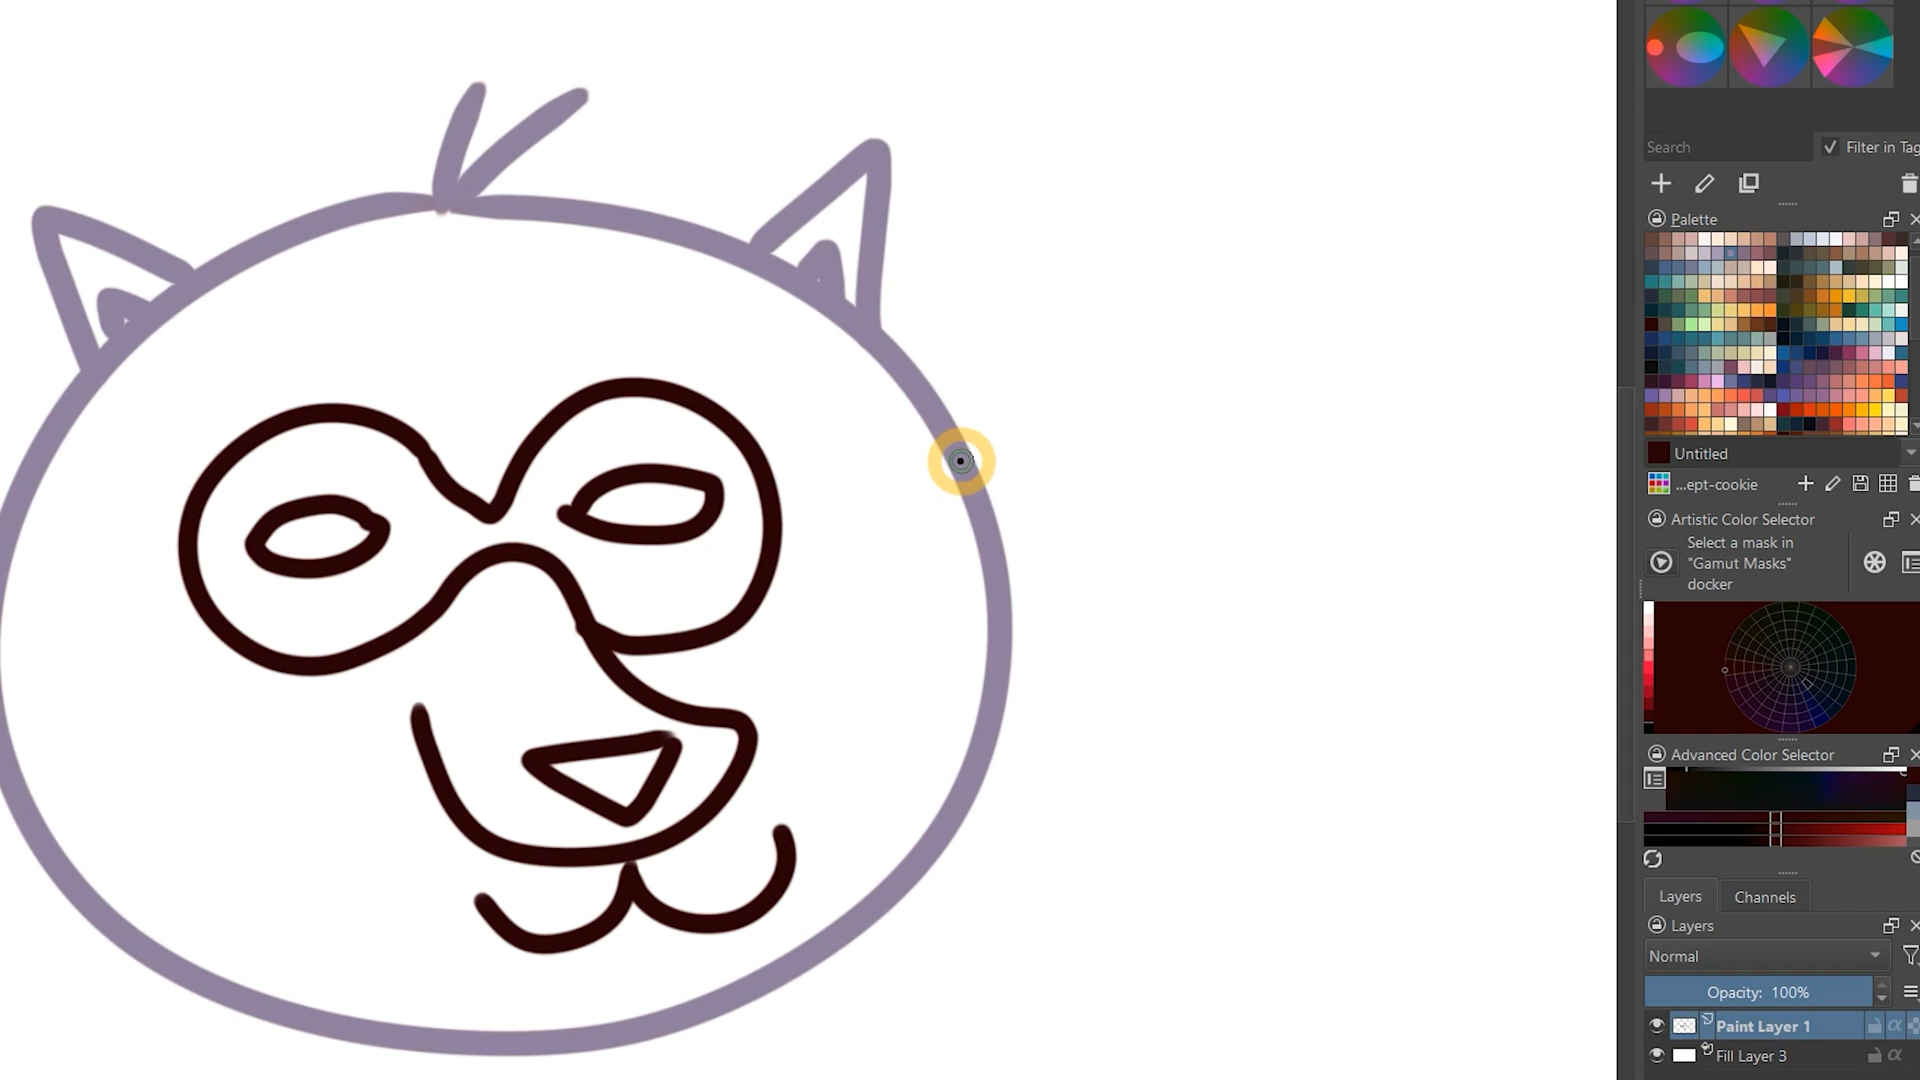 Search
Filter in Tag
Palette
Untitled
...ept-cookie
Artistic Color Selector
Select a mask in
"Gamut Masks"
docker
Advanced Color Selector
Layers
Channels
Layers
Normal
Opacity: 100%
Paint Layer 1
Fill Layer 3